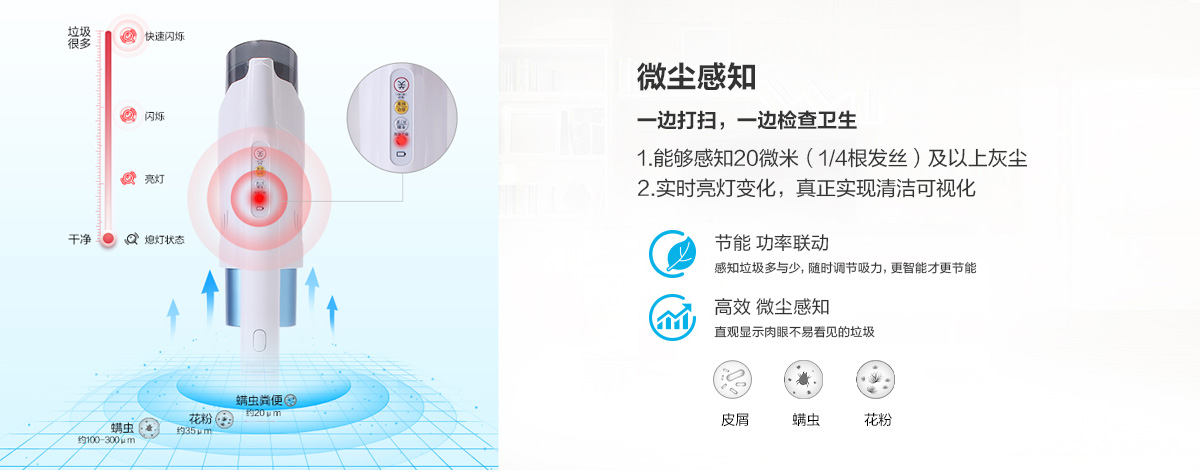 垃圾
很多
快速闪烁
闪烁
亮灯
干净
熄灯状态
关
螨虫粪便
约20μm
花粉
约35μm
螨虫
约100-300μm
微尘感知
一边打扫，一边检查卫生
1.能够感知20微米（1/4根发丝）及以上灰尘
2.实时亮灯变化，真正实现清洁可视化
节能 功率联动
感知垃圾多与少, 随时调节吸力, 更智能才更节能
高效 微尘感知
直观显示肉眼不易看见的垃圾
皮屑
螨虫
花粉